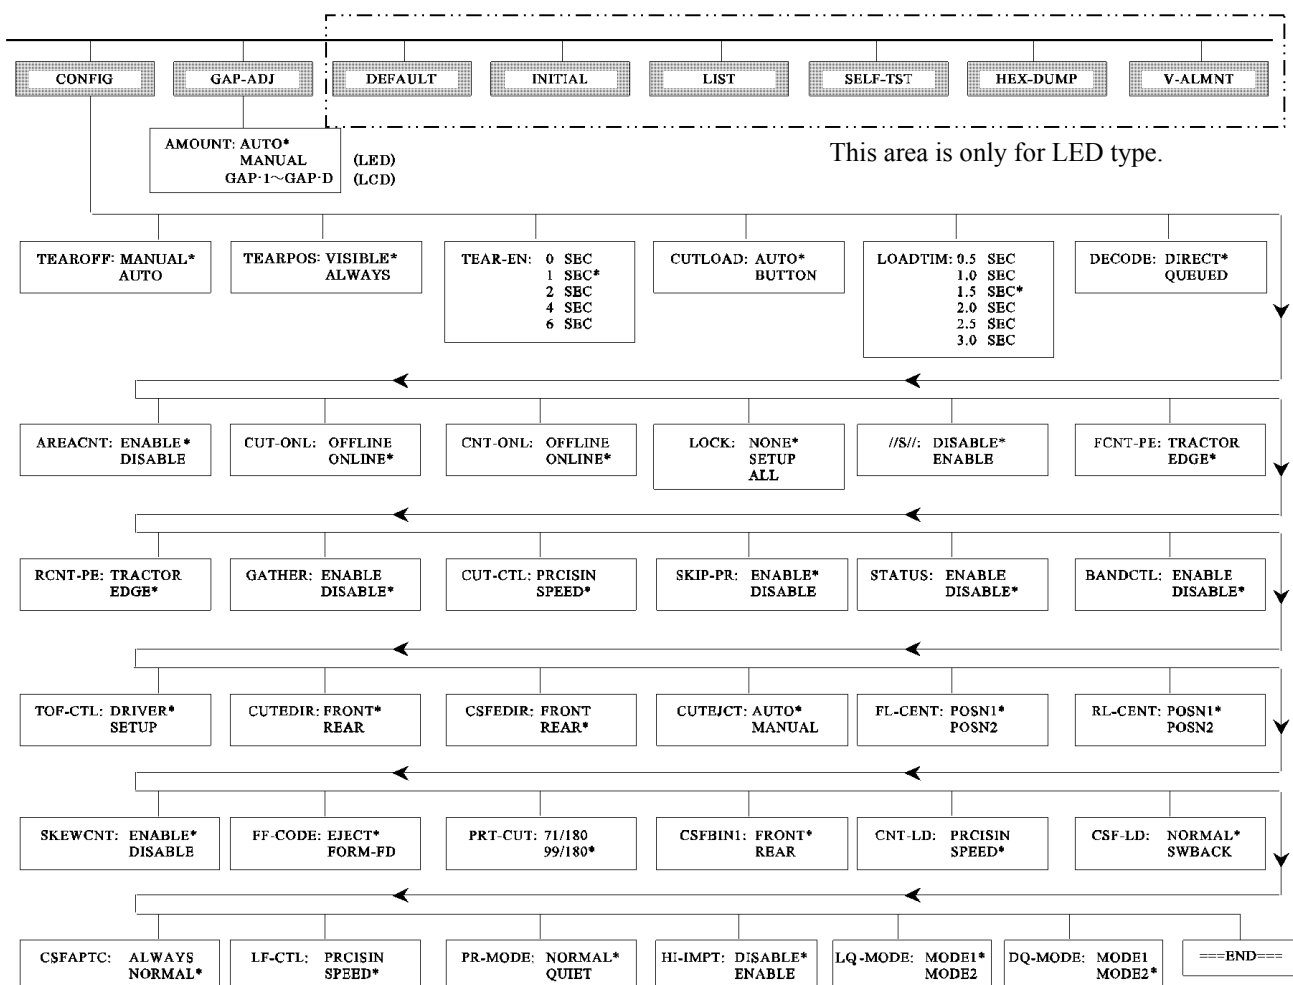 CONFIG GAP-ADJ DEFAULT INITIAL LIST SELF-TST HEX-DUMP V-ALMNT
AMOUNT: AUTO*
MANUAL (LED)
GAP-1~GAP-D (LCD)
This area is only for LED type.
TEAROFF: MANUAL*
AUTO
TEARPOS: VISIBLE*
ALWAYS
TEAR-EN: 0 SEC
1 SEC*
2 SEC
4 SEC
6 SEC
CUTLOAD: AUTO*
BUTTON
LOADTIM: 0.5 SEC
1.0 SEC
1.5 SEC*
2.0 SEC
2.5 SEC
3.0 SEC
DECODE: DIRECT*
QUEUED
AREACNT: ENABLE*
DISABLE
CUT-ONL: OFFLINE
ONLINE*
CNT-ONL: OFFLINE
ONLINE*
LOCK: NONE*
SETUP
ALL
//S//: DISABLE*
ENABLE
FCNT-PE: TRACTOR
EDGE*
RCNT-PE: TRACTOR
EDGE*
GATHER: ENABLE
DISABLE*
CUT-CTL: PRCISIN
SPEED*
SKIP-PR: ENABLE*
DISABLE
STATUS: ENABLE
DISABLE*
BANDCTL: ENABLE
DISABLE*
TOF-CTL: DRIVER*
SETUP
CUTEDIR: FRONT*
REAR
CSFEDIR: FRONT
REAR*
CUTEJCT: AUTO*
MANUAL
FL-CENT: POSN1*
POSN2
RL-CENT: POSN1*
POSN2
SKEWCNT: ENABLE*
DISABLE
FF-CODE: EJECT*
FORM-FD
PRT-CUT: 71/180
99/180*
CSFBIN1: FRONT*
REAR
CNT-LD: PRCISIN
SPEED*
CSF-LD: NORMAL*
SWBACK
CSFAPTC: ALWAYS
NORMAL*
LF-CTL: PRCISIN
SPEED*
PR-MODE: NORMAL*
QUIET
HI-IMPT: DISABLE*
ENABLE
LQ-MODE: MODE1*
MODE2
DQ-MODE: MODE1
MODE2*
===END===